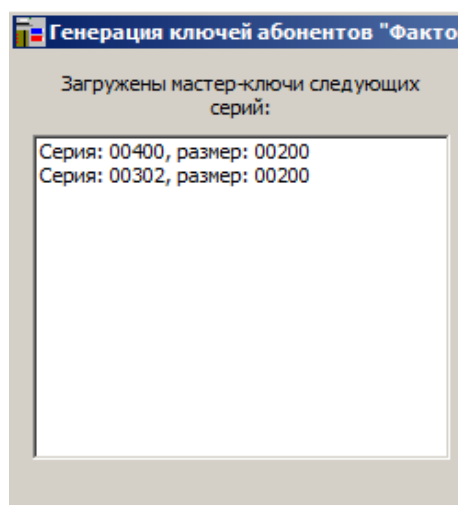 Генерация ключей абонентов "Факто
Загружены мастер-ключи следующих
серий:
Серия: 00400, размер: 00200
Серия: 00302, размер: 00200